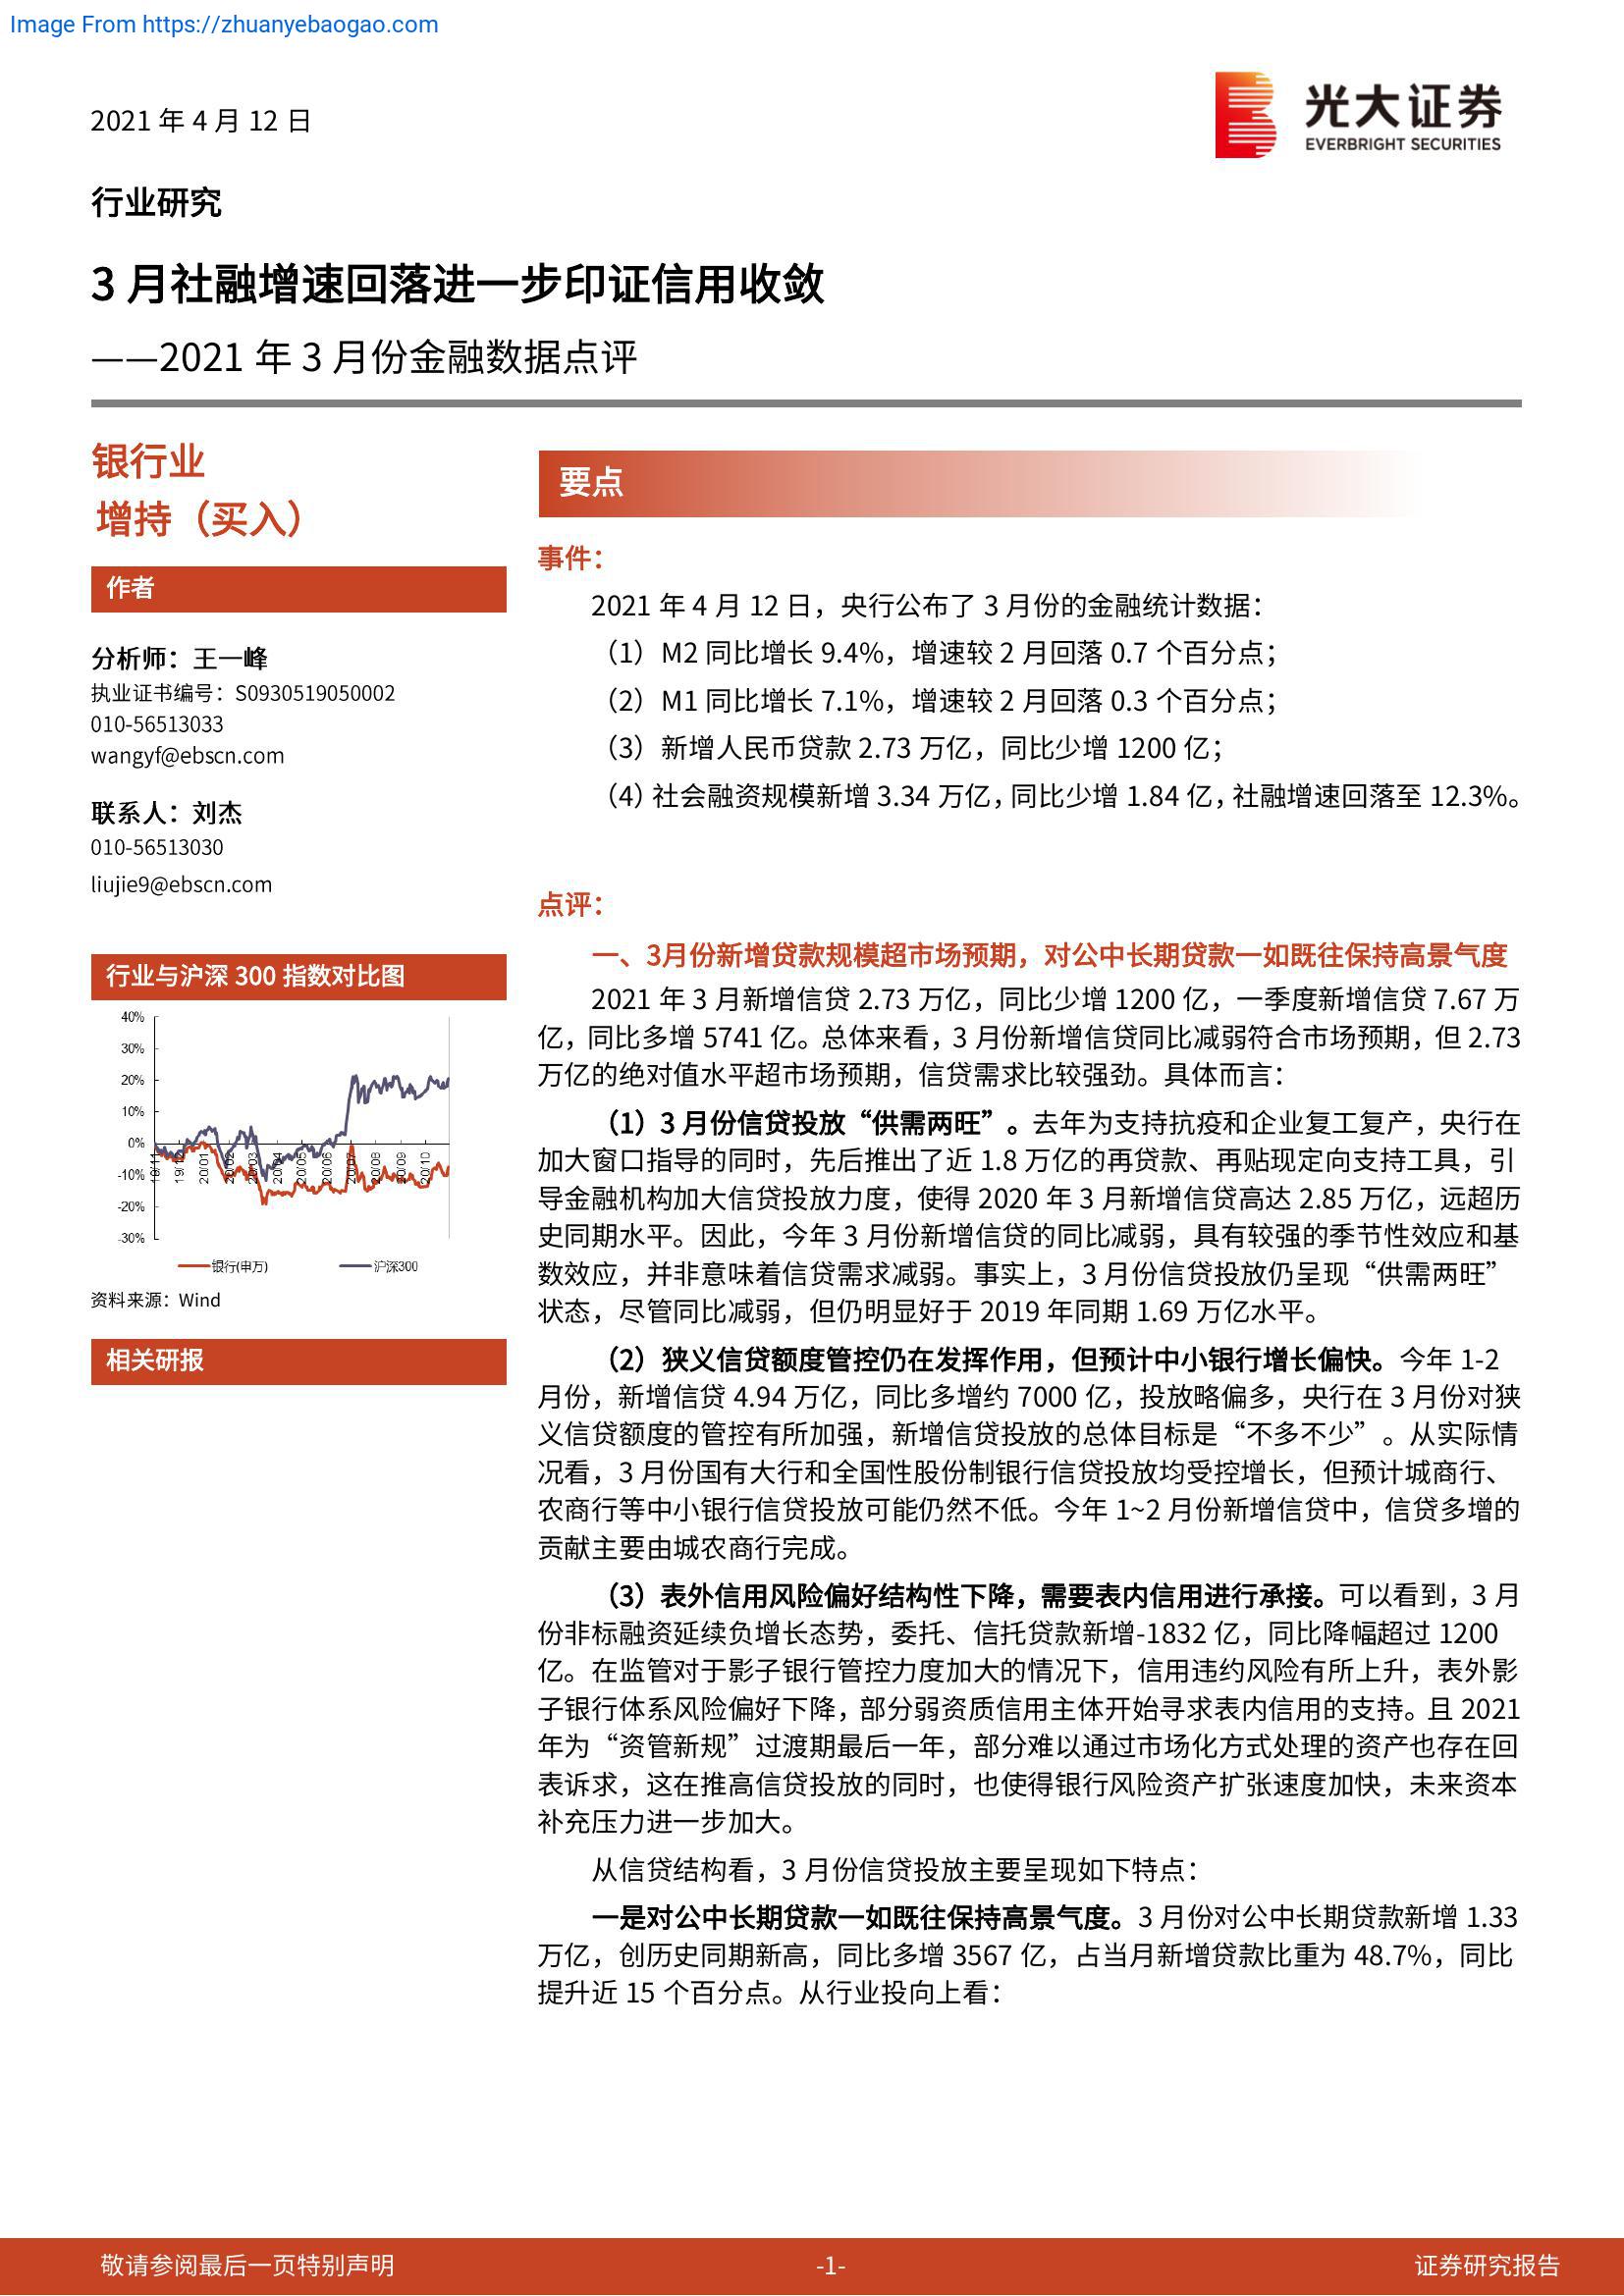 Image From https://zhuanyebaogao.com
2021 年 4 月 12 日
光大证券
EVERBRIGHT SECURITIES
行业研究
3 月社融增速回落进一步印证信用收敛
——2021 年 3 月份金融数据点评
银行业
增持（买入）
作者
分析师：王一峰
执业证书编号：S0930519050002
010-56513033
wangyf@ebscn.com
联系人：刘杰
010-56513030
liujie9@ebscn.com
行业与沪深 300 指数对比图
40%
30%
20%
10%
0%
-10%
-20%
-30%
19/11 19/12 20/01 20/02 20/03 20/04 20/05 20/06 20/07 20/08 20/09 20/10
银行(申万) 沪深300
资料来源：Wind
相关研报
要点
事件：
2021 年 4 月 12 日，央行公布了 3 月份的金融统计数据：
（1）M2 同比增长 9.4%，增速较 2 月回落 0.7 个百分点；
（2）M1 同比增长 7.1%，增速较 2 月回落 0.3 个百分点；
（3）新增人民币贷款 2.73 万亿，同比少增 1200 亿；
（4）社会融资规模新增 3.34 万亿，同比少增 1.84 亿，社融增速回落至 12.3%。
点评：
一、3月份新增贷款规模超市场预期，对公中长期贷款一如既往保持高景气度
2021 年 3 月新增信贷 2.73 万亿，同比少增 1200 亿，一季度新增信贷 7.67 万
亿，同比多增 5741 亿。总体来看，3 月份新增信贷同比减弱符合市场预期，但 2.73
万亿的绝对值水平超市场预期，信贷需求比较强劲。具体而言：
（1）3 月份信贷投放“供需两旺”。去年为支持抗疫和企业复工复产，央行在
加大窗口指导的同时，先后推出了近 1.8 万亿的再贷款、再贴现定向支持工具，引
导金融机构加大信贷投放力度，使得 2020 年 3 月新增信贷高达 2.85 万亿，远超历
史同期水平。因此，今年 3 月份新增信贷的同比减弱，具有较强的季节性效应和基
数效应，并非意味着信贷需求减弱。事实上，3 月份信贷投放仍呈现“供需两旺”
状态，尽管同比减弱，但仍明显好于 2019 年同期 1.69 万亿水平。
（2）狭义信贷额度管控仍在发挥作用，但预计中小银行增长偏快。今年 1-2
月份，新增信贷 4.94 万亿，同比多增约 7000 亿，投放略偏多，央行在 3 月份对狭
义信贷额度的管控有所加强，新增信贷投放的总体目标是“不多不少”。从实际情
况看，3 月份国有大行和全国性股份制银行信贷投放均受控增长，但预计城商行、
农商行等中小银行信贷投放可能仍然不低。今年 1~2 月份新增信贷中，信贷多增的
贡献主要由城农商行完成。
（3）表外信用风险偏好结构性下降，需要表内信用进行承接。可以看到，3 月
份非标融资延续负增长态势，委托、信托贷款新增-1832 亿，同比降幅超过 1200
亿。在监管对于影子银行管控力度加大的情况下，信用违约风险有所上升，表外影
子银行体系风险偏好下降，部分弱资质信用主体开始寻求表内信用的支持。且 2021
年为“资管新规”过渡期最后一年，部分难以通过市场化方式处理的资产也存在回
表诉求，这在推高信贷投放的同时，也使得银行风险资产扩张速度加快，未来资本
补充压力进一步加大。
从信贷结构看，3 月份信贷投放主要呈现如下特点：
一是对公中长期贷款一如既往保持高景气度。3 月份对公中长期贷款新增 1.33
万亿，创历史同期新高，同比多增 3567 亿，占当月新增贷款比重为 48.7%，同比
提升近 15 个百分点。从行业投向上看：
敬请参阅最后一页特别声明
-1-
证券研究报告